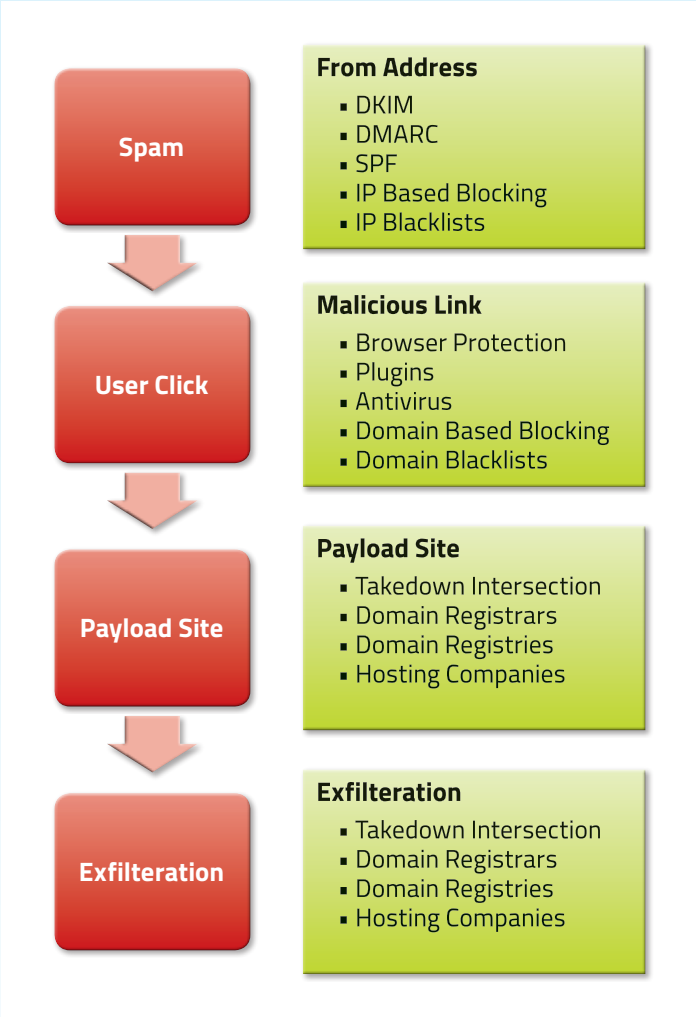 Spam
From Address
▪ DKIM
▪ DMARC
▪ SPF
▪ IP Based Blocking
▪ IP Blacklists
User Click
Malicious Link
▪ Browser Protection
▪ Plugins
▪ Antivirus
▪ Domain Based Blocking
▪ Domain Blacklists
Payload Site
Payload Site
▪ Takedown Intersection
▪ Domain Registrars
▪ Domain Registries
▪ Hosting Companies
Exfilteration
Exfilteration
▪ Takedown Intersection
▪ Domain Registrars
▪ Domain Registries
▪ Hosting Companies